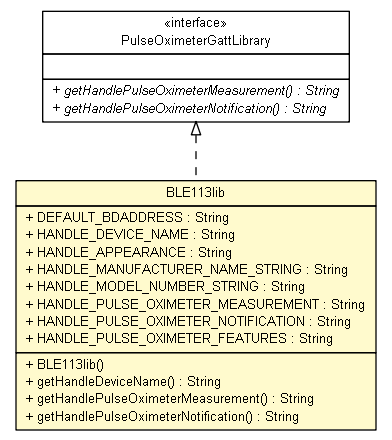 «interface»
PulseOximeterGattLibrary
+ getHandlePulseOximeterMeasurement() : String
+ getHandlePulseOximeterNotification() : String
BLE113lib
+ DEFAULT_BDADDRESS : String
+ HANDLE_DEVICE_NAME : String
+ HANDLE_APPEARANCE : String
+ HANDLE_MANUFACTURER_NAME_STRING : String
+ HANDLE_MODEL_NUMBER_STRING : String
+ HANDLE_PULSE_OXIMETER_MEASUREMENT : String
+ HANDLE_PULSE_OXIMETER_NOTIFICATION : String
+ HANDLE_PULSE_OXIMETER_FEATURES : String
+ BLE113lib()
+ getHandleDeviceName() : String
+ getHandlePulseOximeterMeasurement() : String
+ getHandlePulseOximeterNotification() : String